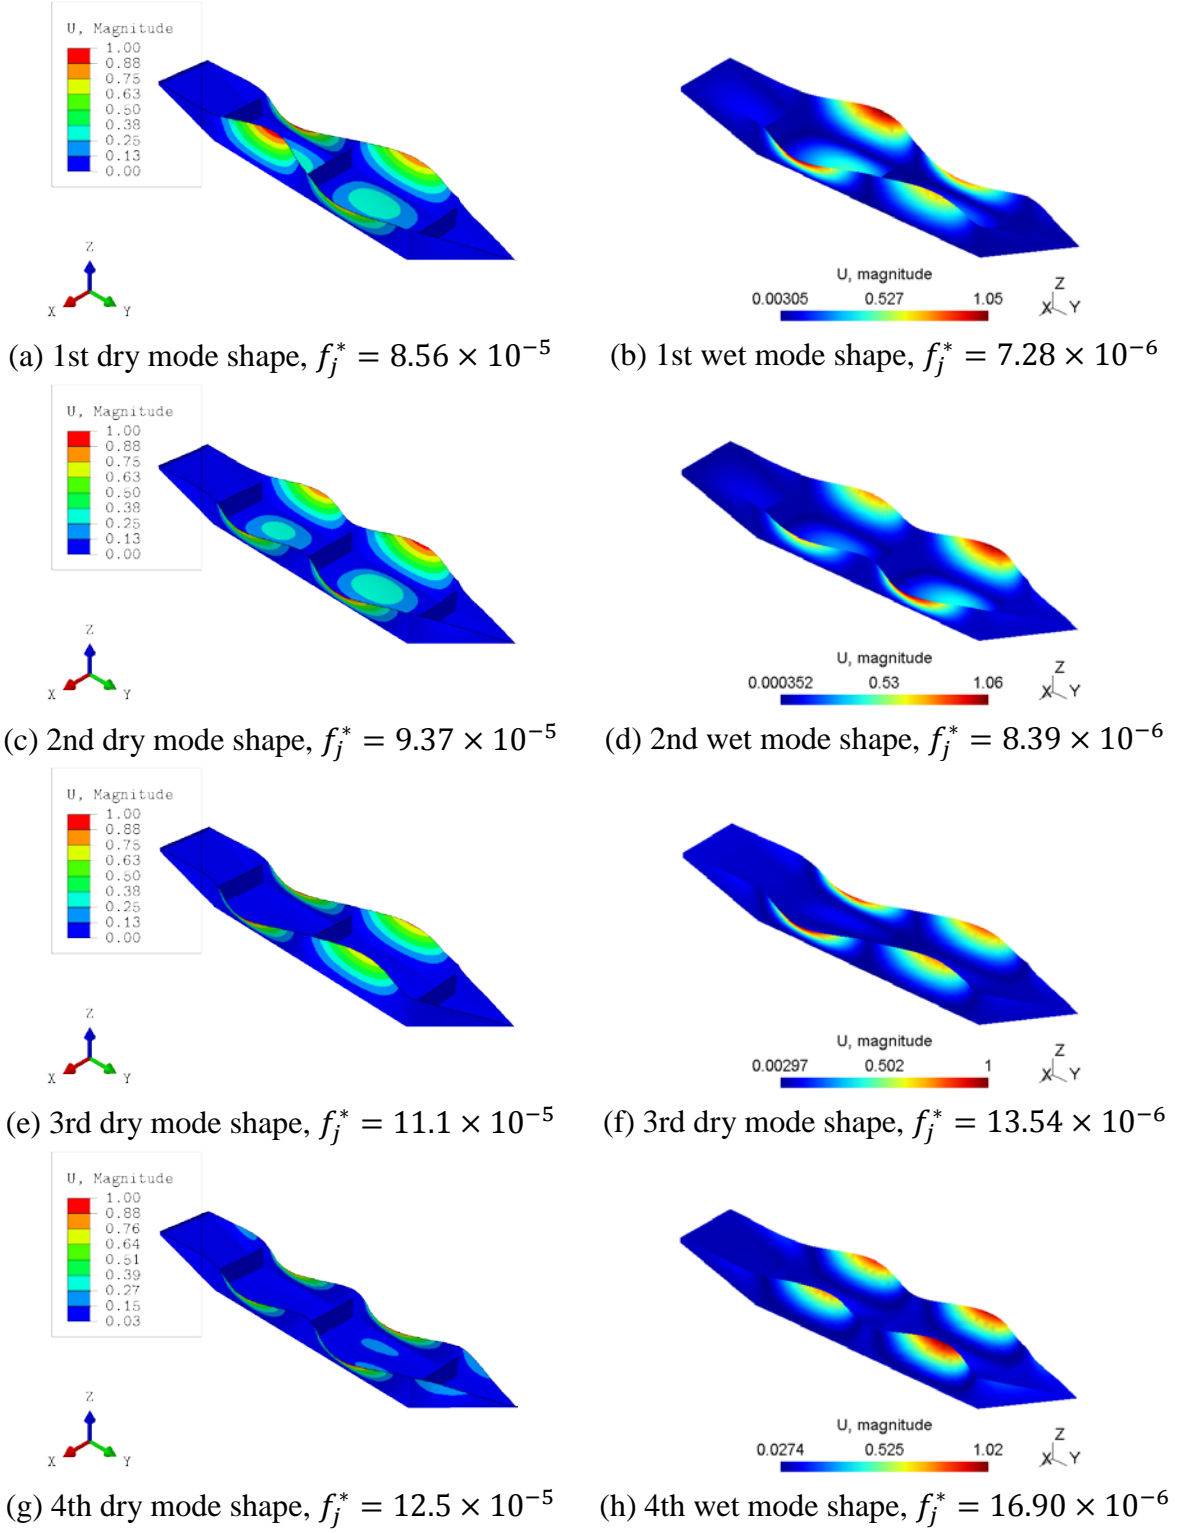 U, Magnitude
1.00
0.88
0.75
0.63
0.50
0.38
0.25
0.13
0.00
Z
X Y
U, magnitude
0.00305 0.527 1.05
Z
X Y
(a) 1st dry mode shape, f_j^* = 8.56 × 10^{-5}
(b) 1st wet mode shape, f_j^* = 7.28 × 10^{-6}
U, Magnitude
1.00
0.88
0.75
0.63
0.50
0.38
0.25
0.13
0.00
Z
X Y
U, magnitude
0.000352 0.53 1.06
Z
X Y
(c) 2nd dry mode shape, f_j^* = 9.37 × 10^{-5}
(d) 2nd wet mode shape, f_j^* = 8.39 × 10^{-6}
U, Magnitude
1.00
0.88
0.75
0.63
0.50
0.38
0.25
0.13
0.00
Z
X Y
U, magnitude
0.00297 0.502 1
Z
X Y
(e) 3rd dry mode shape, f_j^* = 11.1 × 10^{-5}
(f) 3rd dry mode shape, f_j^* = 13.54 × 10^{-6}
U, Magnitude
1.00
0.88
0.76
0.64
0.51
0.39
0.27
0.15
0.03
Z
X Y
U, magnitude
0.0274 0.525 1.02
Z
X Y
(g) 4th dry mode shape, f_j^* = 12.5 × 10^{-5}
(h) 4th wet mode shape, f_j^* = 16.90 × 10^{-6}